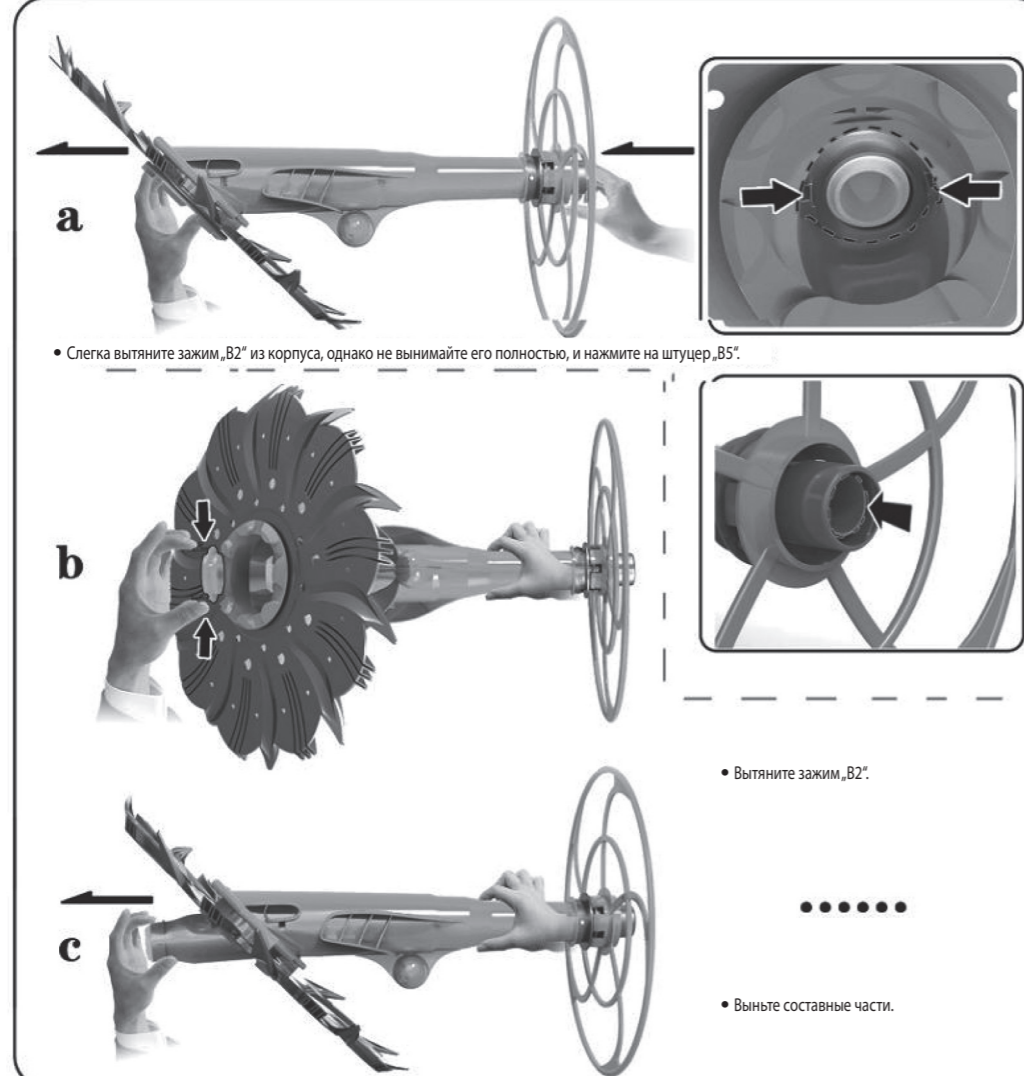 a
• Слегка вытяните зажим „B2“ из корпуса, однако не вынимайте его полностью, и нажмите на штуцер „B5“.
b
• Вытяните зажим „B2“.
c
• Выньте составные части.